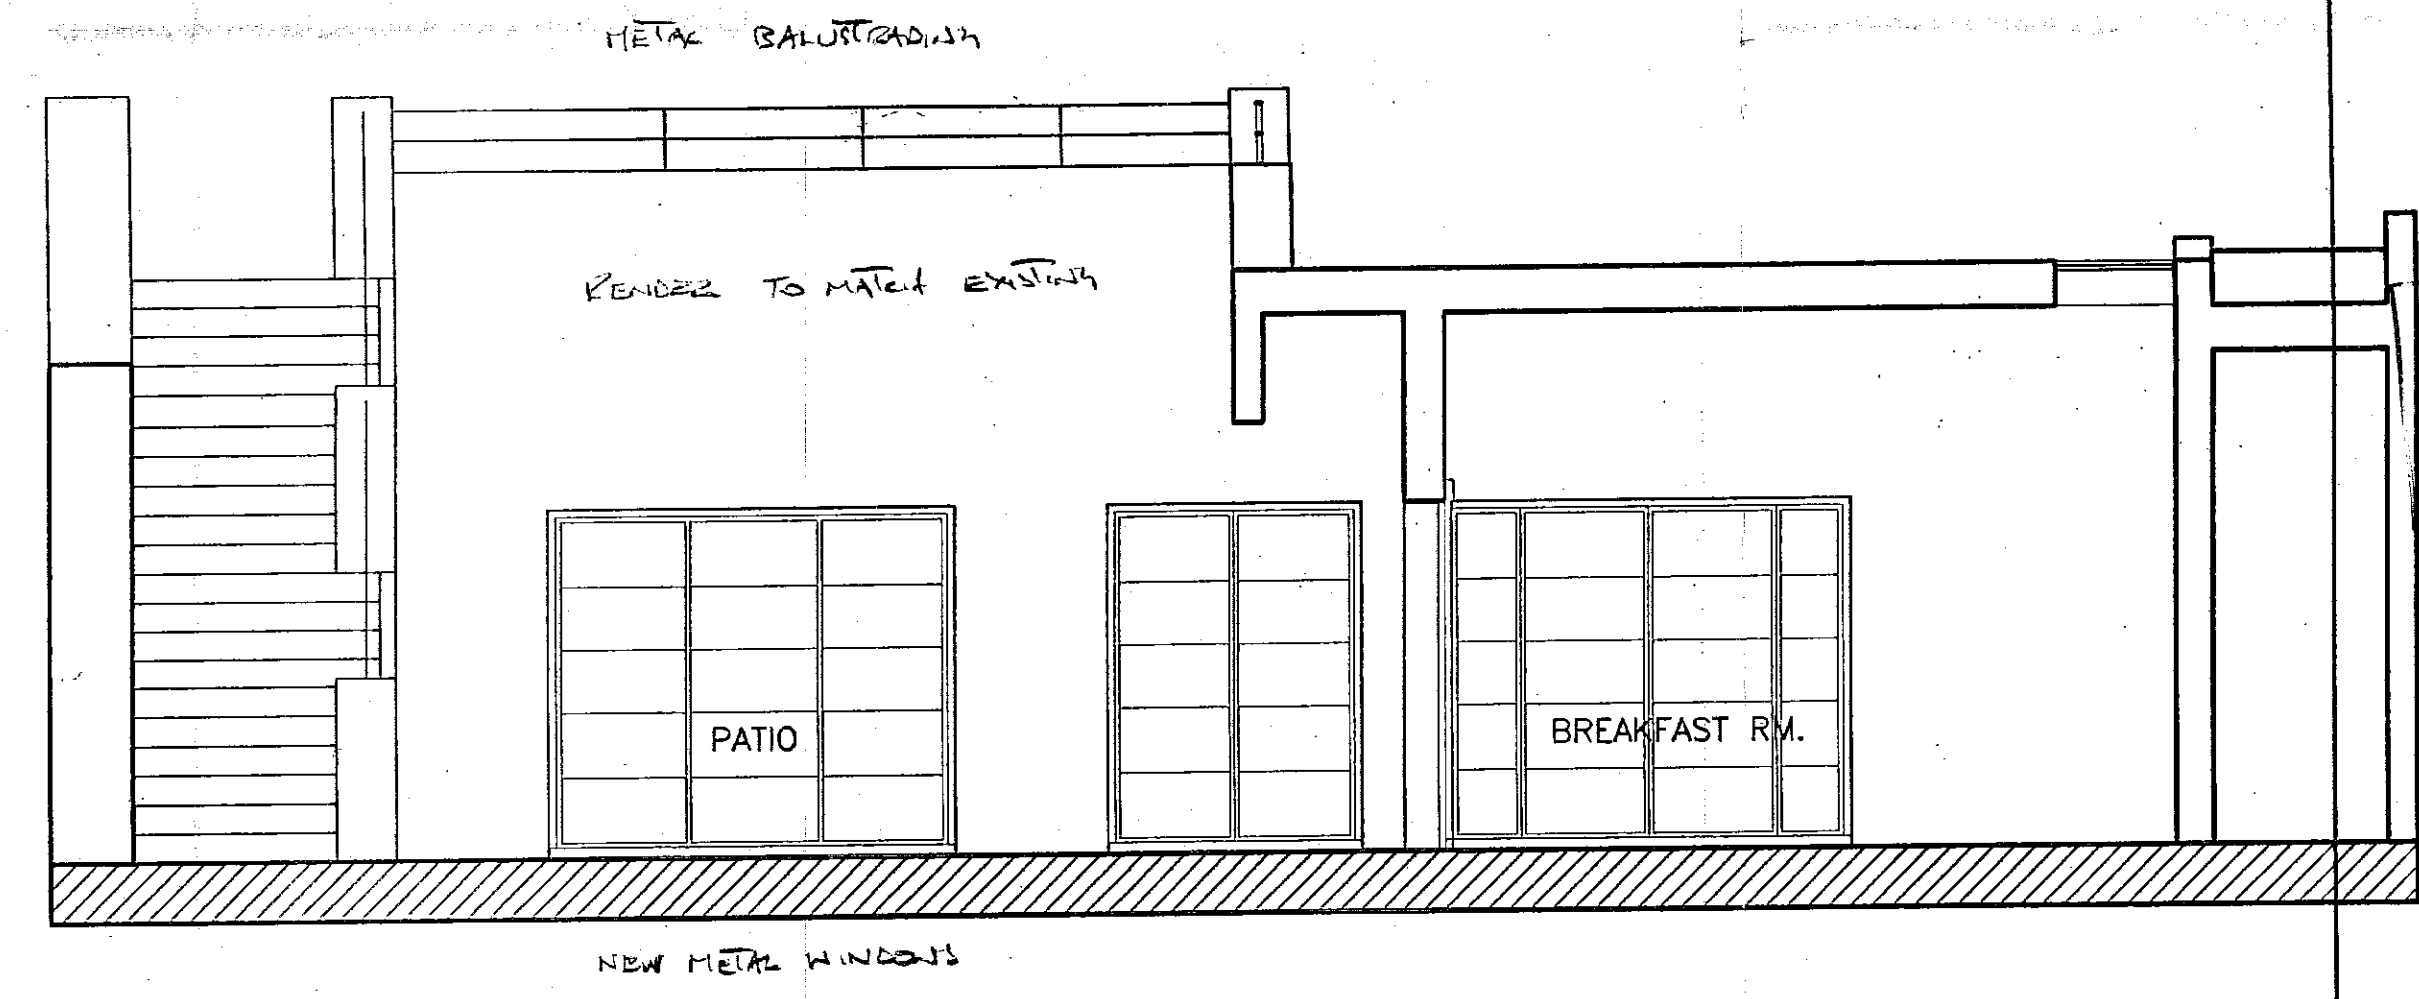 METAL BALUSTRADING
RENDER TO MATCH EXISTING
PATIO
BREAKFAST RM.
NEW METAL WINDOWS